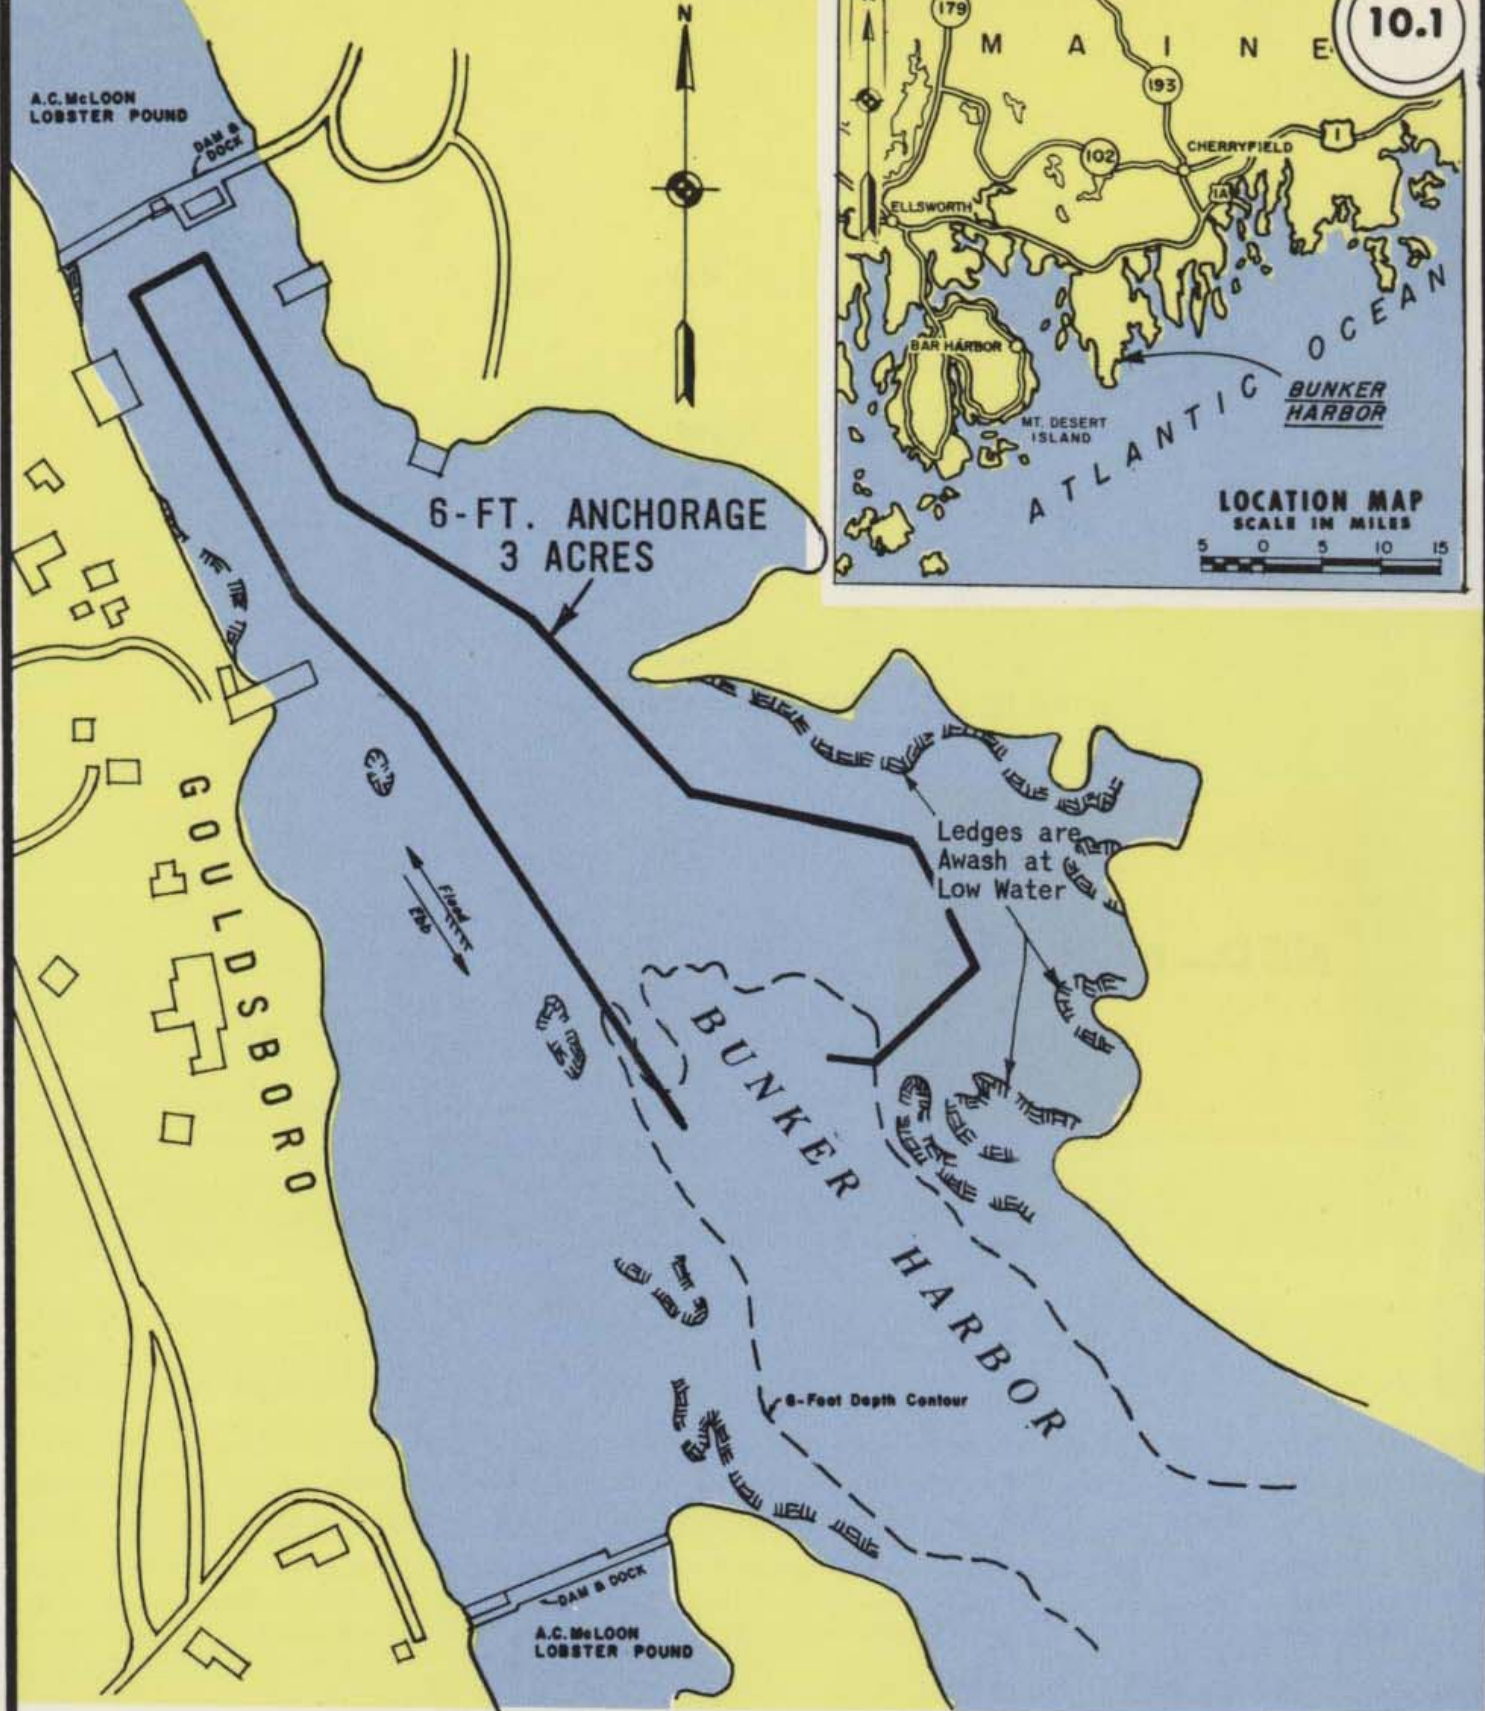 N
A.C. McLOON
LOBSTER POUND
DAM &
DOCK
6-FT. ANCHORAGE
3 ACRES
10.1
179
MAINE
193
1
CHERRYFIELD
102
1A
ELLSWORTH
BAR HARBOR
MT. DESERT
ISLAND
ATLANTIC OCEAN
BUNKER
HARBOR
LOCATION MAP
SCALE IN MILES
5 0 5 10 15
Ledges are
Awash at
Low Water
GOULDSBORO
Flood
Ebb
BUNKER HARBOR
6-Foot Depth Contour
DAM & DOCK
A.C. McLOON
LOBSTER POUND